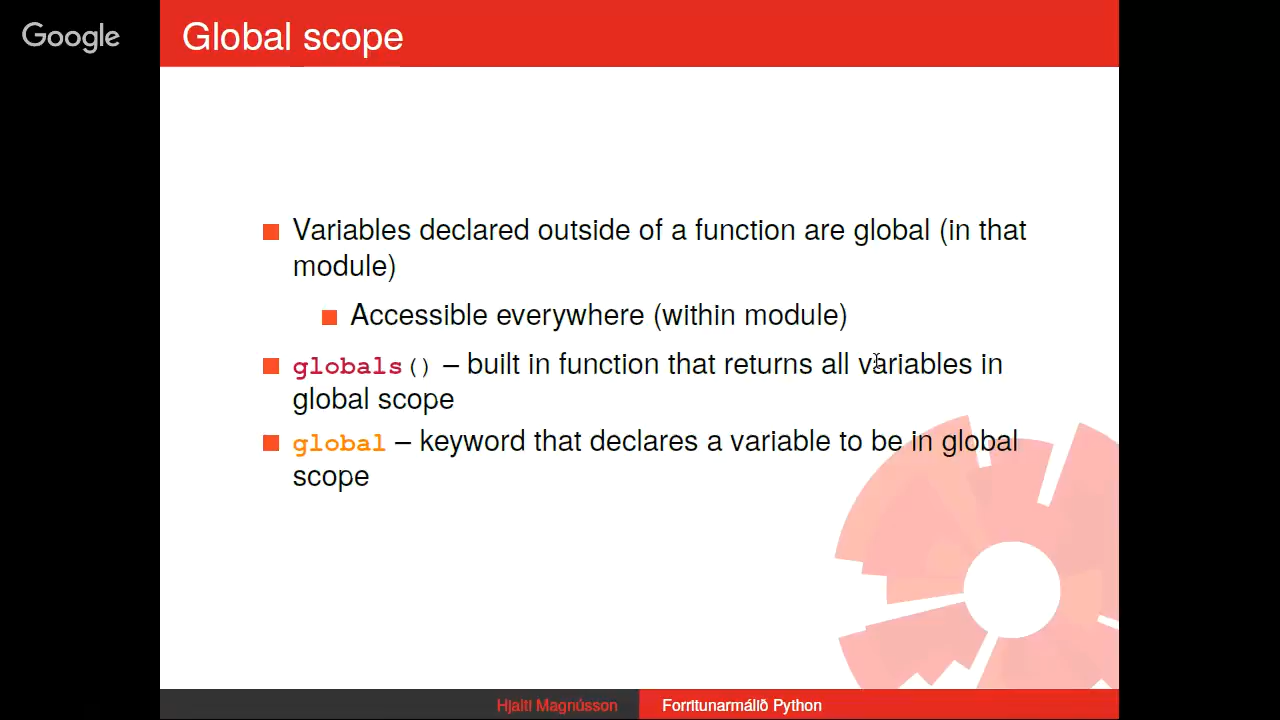 Google
Global scope
Variables declared outside of a function are global (in that
module)
Accessible everywhere (within module)
globals() – built in function that returns all variables in
global scope
global – keyword that declares a variable to be in global
scope
Hjalti Magnússon
Forritunarmálið Python